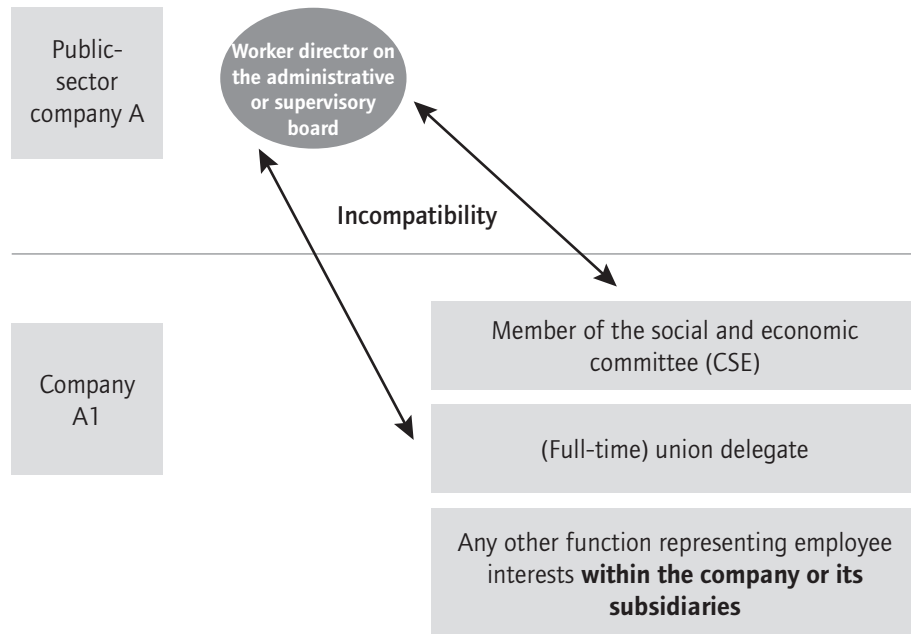 Public-
sector
company A
Worker director on
the administrative
or supervisory
board
Incompatibility
Company
A1
Member of the social and economic
committee (CSE)
(Full-time) union delegate
Any other function representing employee
interests within the company or its
subsidiaries